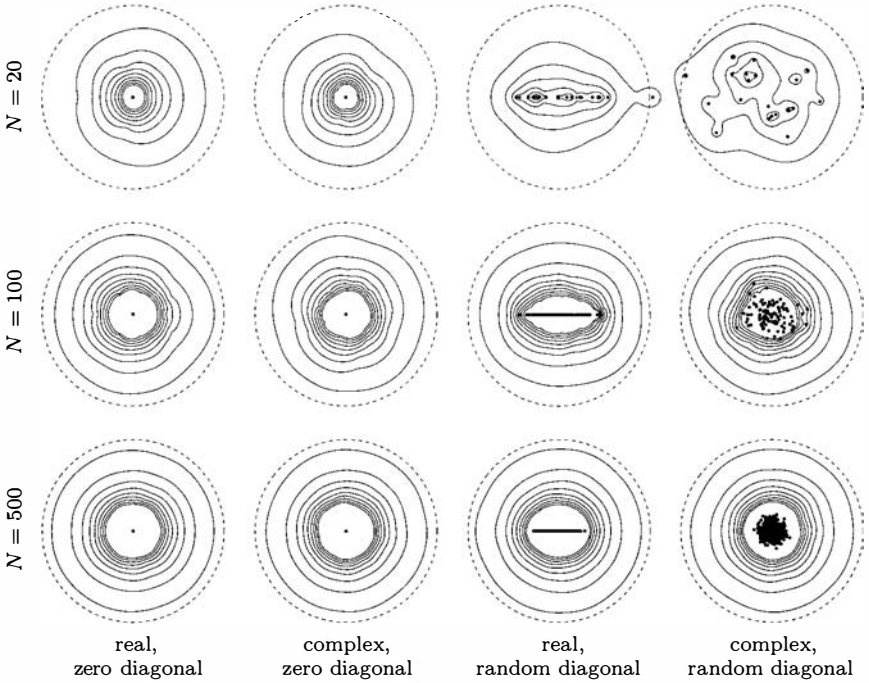 N = 20
N = 100
N = 500
real,
zero diagonal
complex,
zero diagonal
real,
random diagonal
complex,
random diagonal